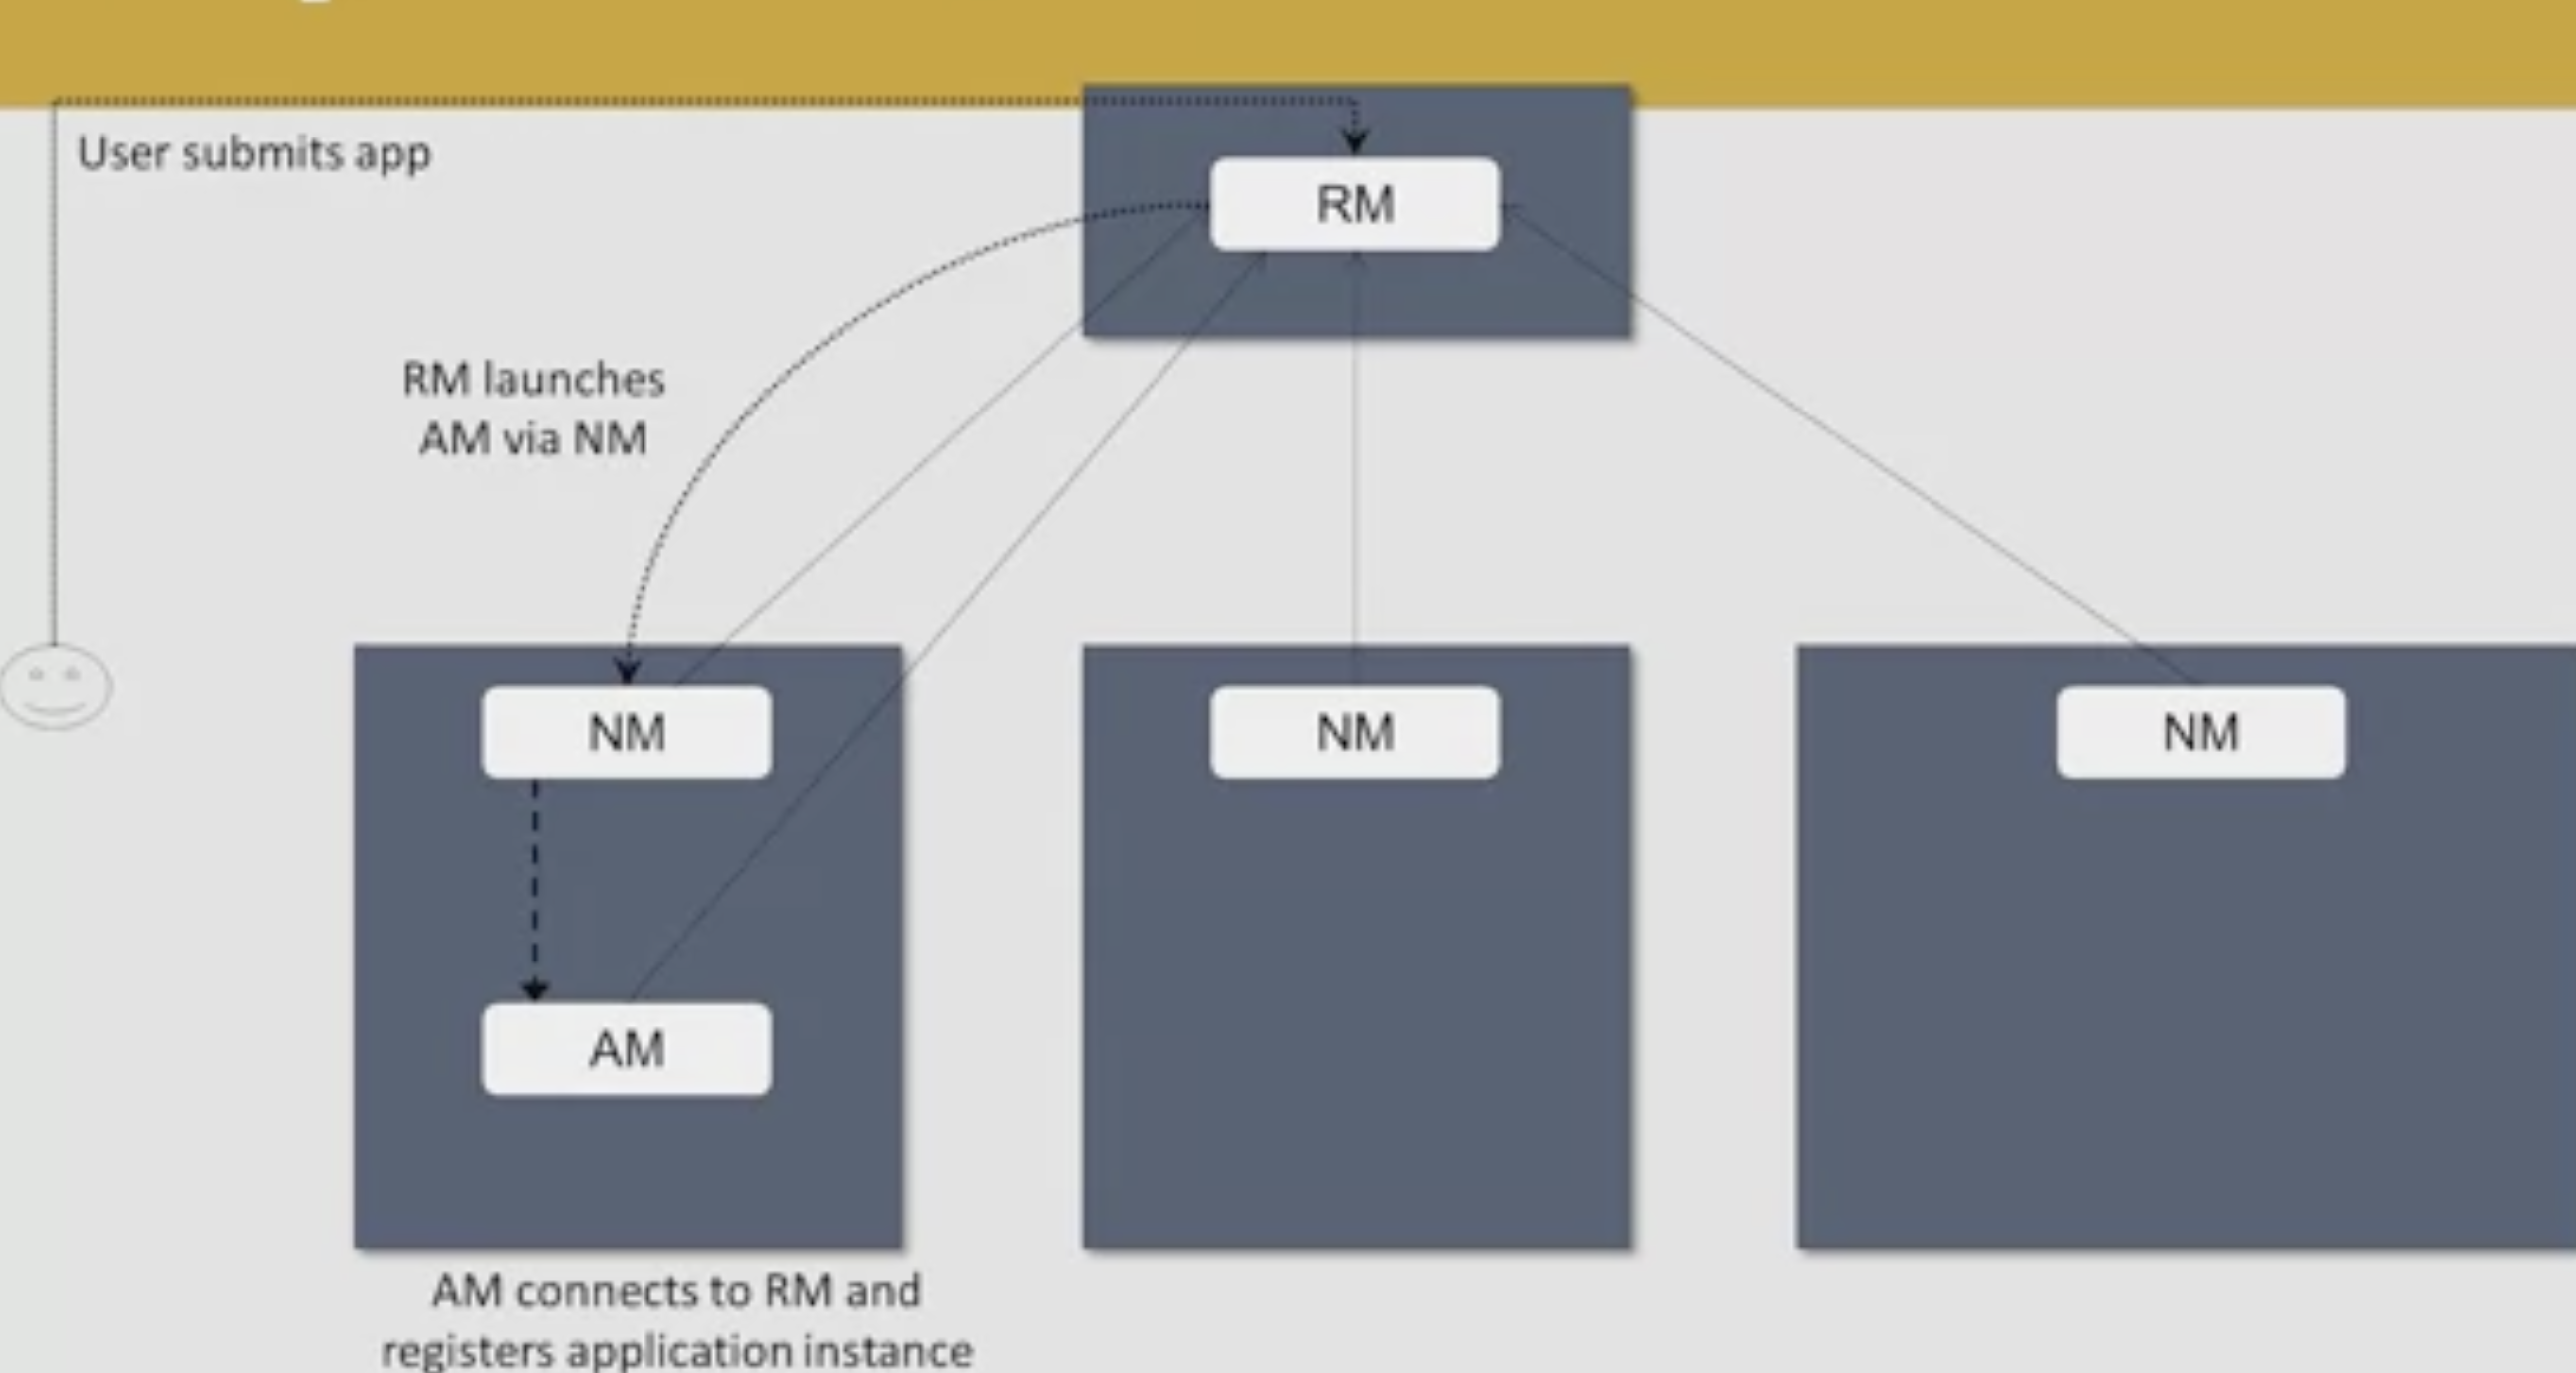 User submits app
RM
RM launches
AM via NM
NM
NM
NM
AM
AM connects to RM and
registers application instance